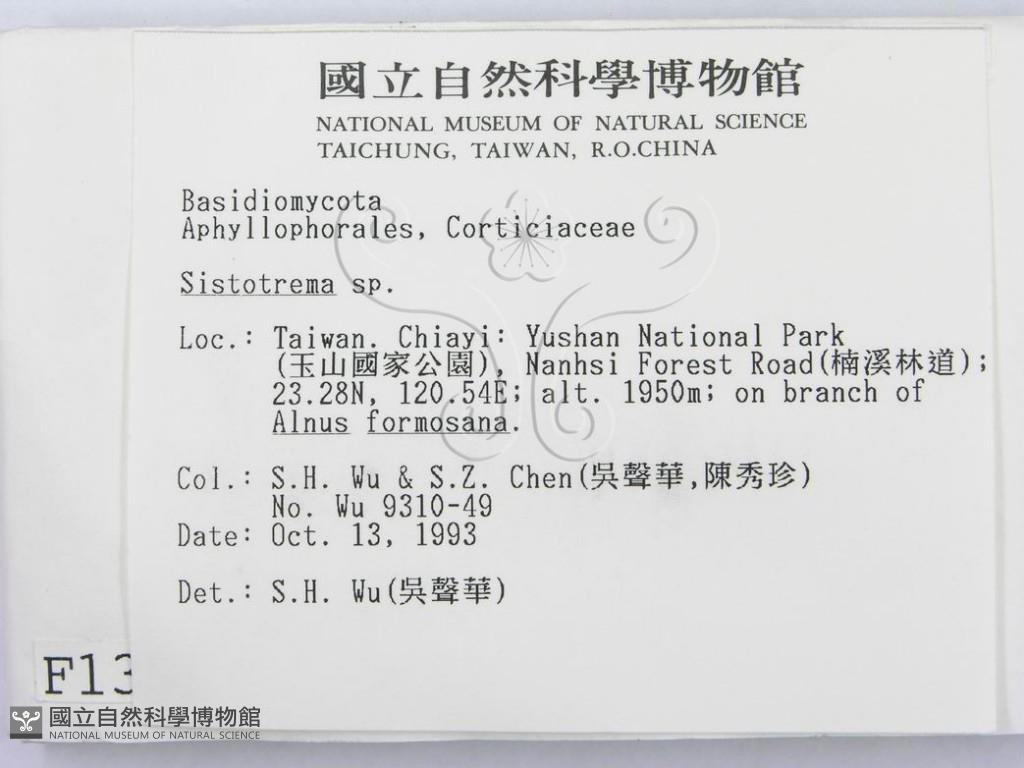 國立自然科學博物館
NATIONAL MUSEUM OF NATURAL SCIENCE
TAICHUNG, TAIWAN, R.O.CHINA
Basidiomycota
Aphyllophorales, Corticiaceae
Sistotrema sp.
Loc.: Taiwan. Chiayi: Yushan National Park
(玉山國家公園), Nanhsi Forest Road(楠溪林道);
23.28N, 120.54E; alt. 1950m; on branch of
Alnus formosana.
Col.: S.H. Wu & S.Z. Chen(吳聲華,陳秀珍)
No. Wu 9310-49
Date: Oct. 13, 1993
Det.: S.H. Wu(吳聲華)
F13
國立自然科學博物館
NATIONAL MUSEUM OF NATURAL SCIENCE